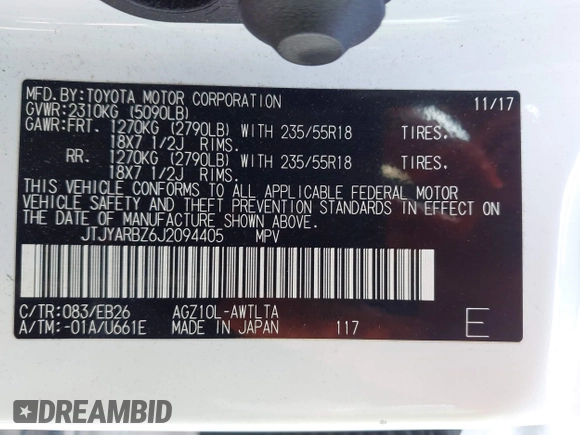 MFD.BY:TOYOTA MOTOR CORPORATION 11/17
GVWR:2310KG (5090LB)
GAWR:FRT. 1270KG (2790LB) WITH 235/55R18 TIRES.
18X7 1/2J RIMS.
RR. 1270KG (2790LB) WITH 235/55R18 TIRES.
18X7 1/2J RIMS.
THIS VEHICLE CONFORMS TO ALL APPLICABLE FEDERAL MOTOR
VEHICLE SAFETY AND THEFT PREVENTION STANDARDS IN EFFECT ON
THE DATE OF MANUFACTURE SHOWN ABOVE.
JTJYARBZ6J2094405 MPV
C/TR:083/EB26 AGZ10L-AWTLTA
A/TM:-01A/U661E MADE IN JAPAN 117 E
DREAMBID